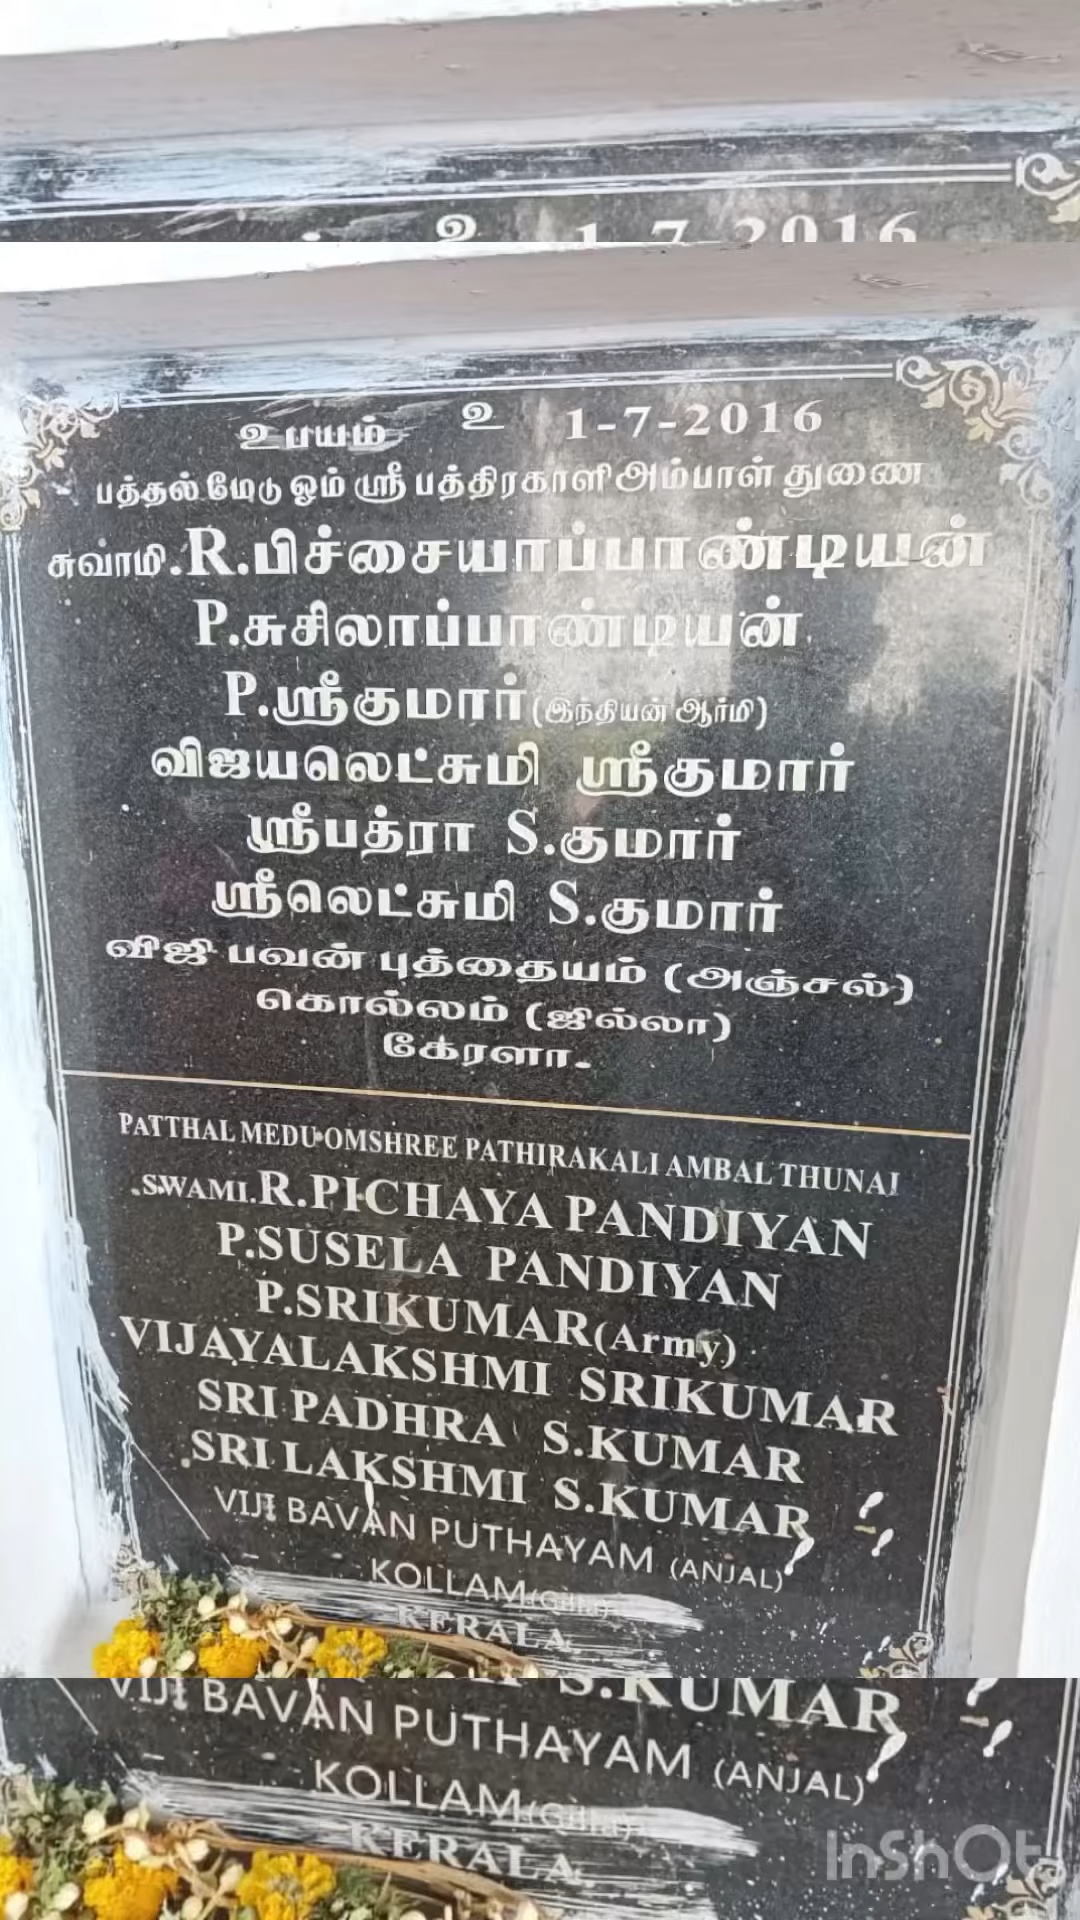 உ 1-7-2016
உபயம் உ 1-7-2016
பத்தல் மேடு ஓம் ஸ்ரீ பத்திரகாளி அம்பாள் துணை
சுவாமி.R.பிச்சையாப்பாண்டியன்
P.சுசிலாப்பாண்டியன்
P.ஸ்ரீகுமார் (இந்தியன் ஆர்மி)
விஜயலெட்சுமி ஸ்ரீகுமார்
ஸ்ரீபத்ரா S.குமார்
ஸ்ரீலெட்சுமி S.குமார்
விஜி பவன் புத்தையம் (அஞ்சல்)
கொல்லம் (ஜில்லா)
கேரளா.
PATTHAL MEDU OMSHREE PATHIRAKALI AMBAL THUNAI
SWAMI.R.PICHAYA PANDIYAN
P.SUSELA PANDIYAN
P.SRIKUMAR(Army)
VIJAYALAKSHMI SRIKUMAR
SRI PADHRA S.KUMAR
SRI LAKSHMI S.KUMAR
VIJI BAVAN PUTHAYAM (ANJAL)
KOLLAM
KERALA
S.KUMAR
VIJI BAVAN PUTHAYAM (ANJAL)
KOLLAM
KERALA
InShOt